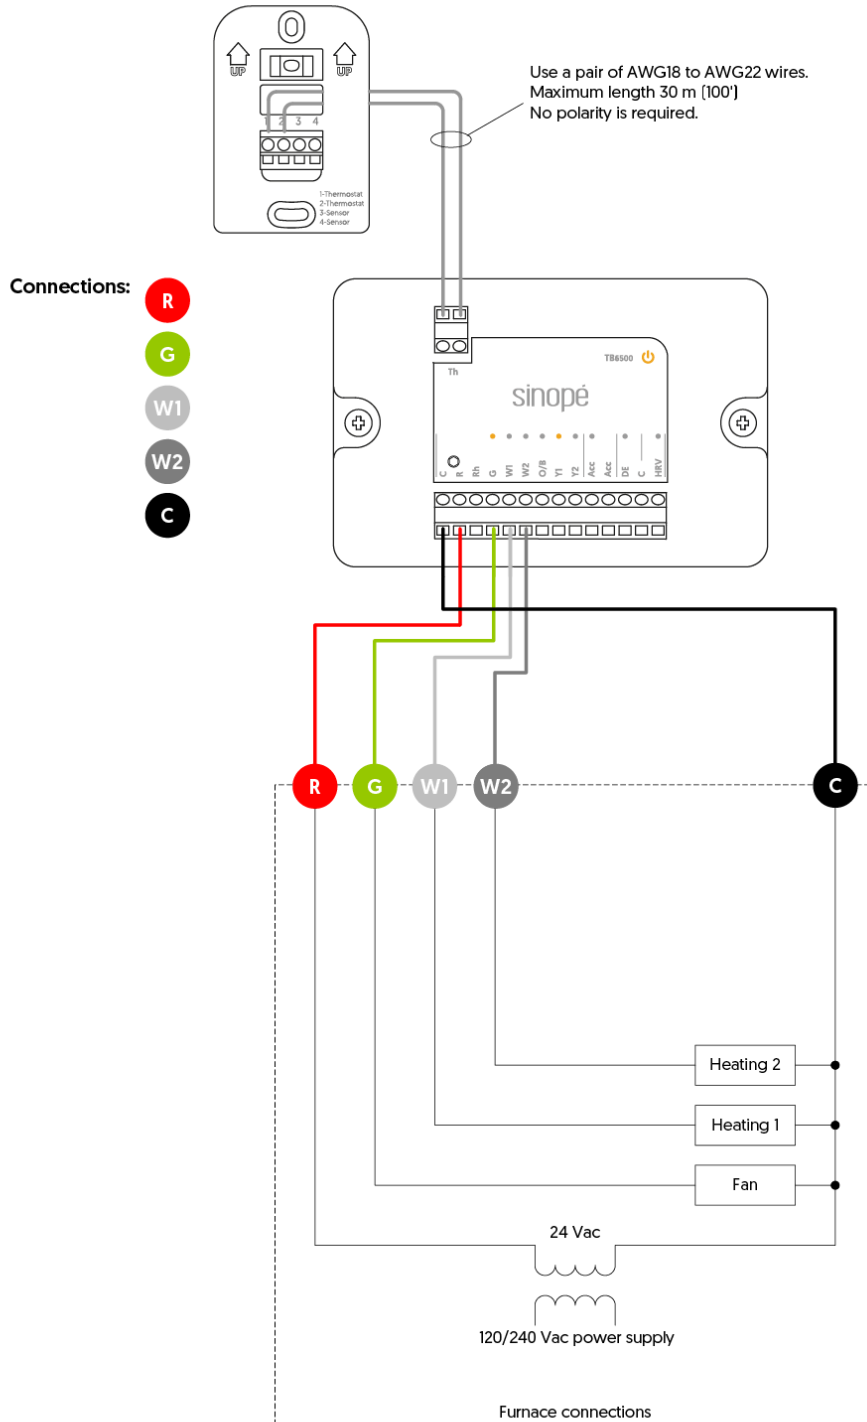 UP
UP
Use a pair of AWG18 to AWG22 wires.
Maximum length 30 m (100')
No polarity is required.
1 2 3 4
1-Thermostat
2-Thermostat
3-Sensor
4-Sensor
Connections:
R
G
W1
W2
C
TB6500
Th
sinopé
C R Rh G W1 W2 O/B Y1 Y2 Acc Acc DE C HRV
R G W1 W2 C
Heating 2
Heating 1
Fan
24 Vac
120/240 Vac power supply
Furnace connections